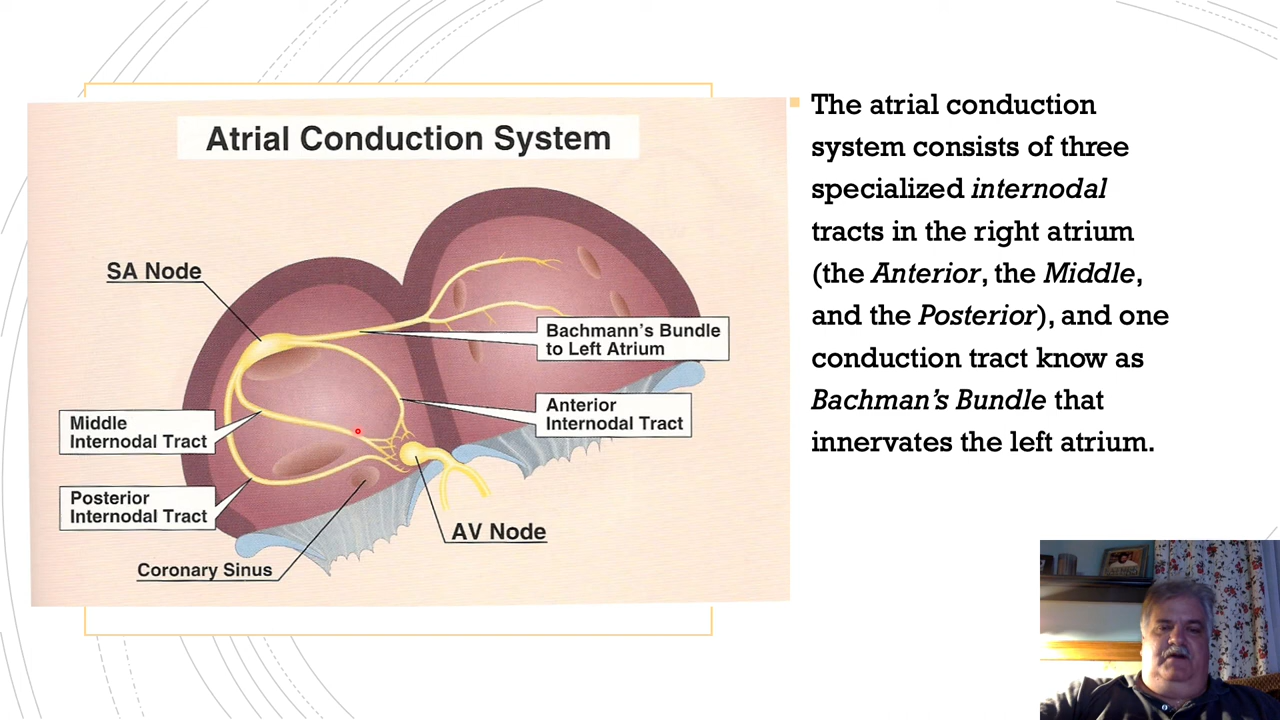 Atrial Conduction System
SA Node
Bachmann's Bundle
to Left Atrium
Anterior
Internodal Tract
Middle
Internodal Tract
Posterior
Internodal Tract
AV Node
Coronary Sinus
The atrial conduction
system consists of three
specialized internodal
tracts in the right atrium
(the Anterior, the Middle,
and the Posterior), and one
conduction tract know as
Bachman's Bundle that
innervates the left atrium.